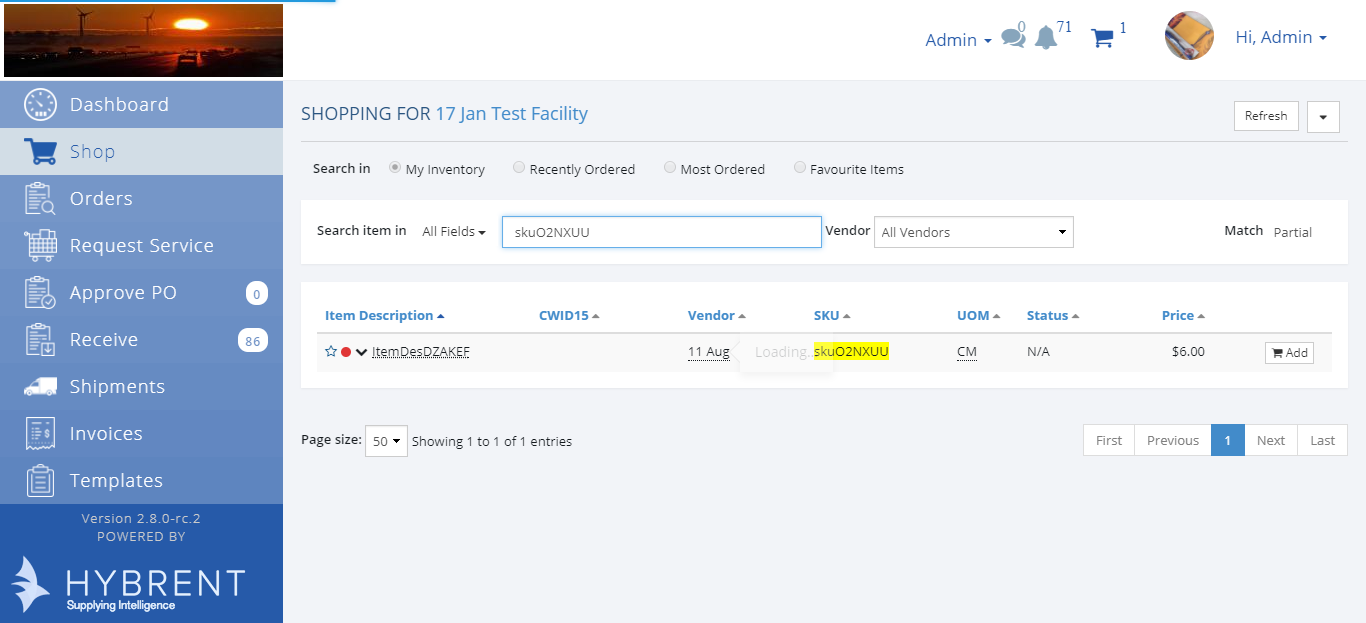 Admin
0
71
1
Hi, Admin
Dashboard
Shop
Orders
Request Service
Approve PO 0
Receive 86
Shipments
Invoices
Templates
Version 2.8.0-rc.2
POWERED BY
HYBRENT
Supplying Intelligence
SHOPPING FOR 17 Jan Test Facility
Refresh
Search in My Inventory Recently Ordered Most Ordered Favourite Items
Search item in All Fields skuO2NXUU Vendor All Vendors Match Partial
Item Description CWID15 Vendor SKU UOM Status Price
ItemDesDZAKEF 11 Aug Loading.. skuO2NXUU CM N/A $6.00 Add
Page size: 50 Showing 1 to 1 of 1 entries
First Previous 1 Next Last